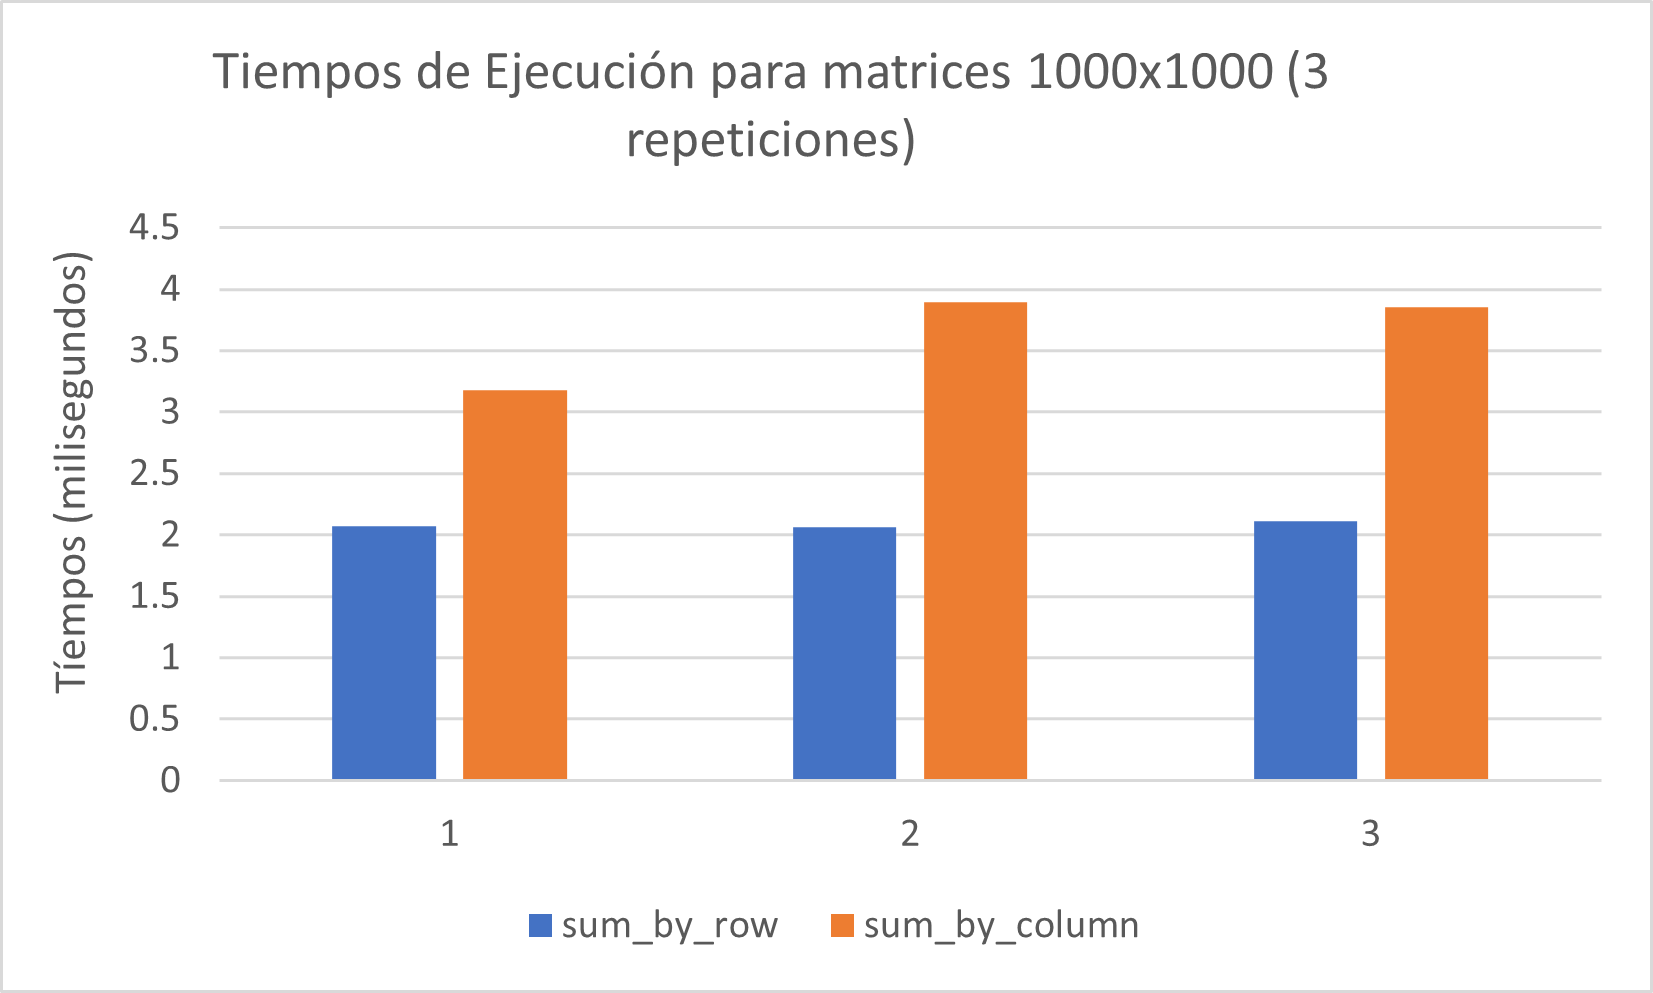 Tiempos de Ejecución para matrices 1000x1000 (3
repeticiones)
Tíempos (milisegundos)
4.5
4
3.5
3
2.5
2
1.5
1
0.5
0
1 2 3
sum_by_row sum_by_column